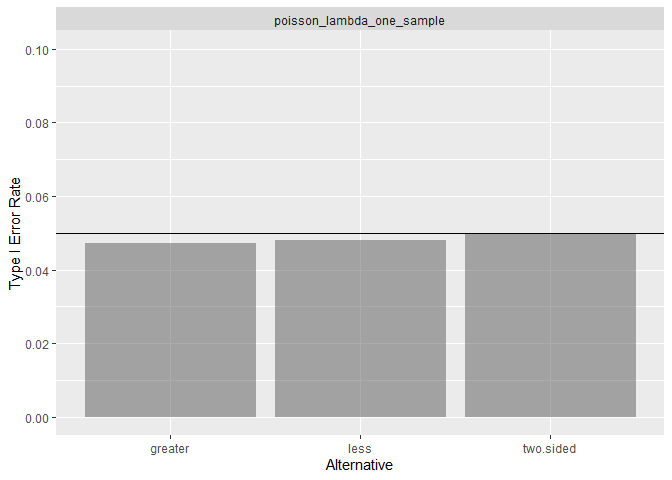 poisson_lambda_one_sample
0.10
0.08
0.06
0.04
0.02
0.00
Type I Error Rate
greater
less
two.sided
Alternative